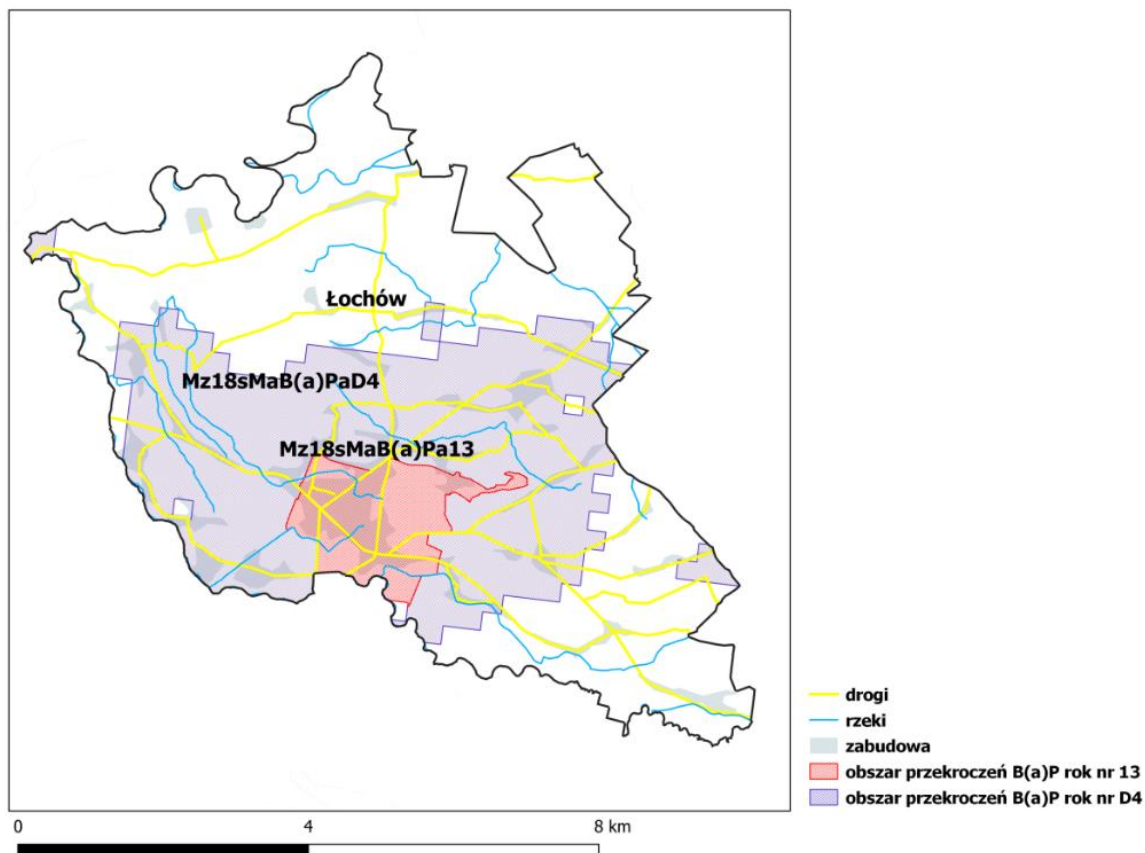 Łochów
Mz18sMaB(a)PaD4
Mz18sMaB(a)Pa13
drogi
rzeki
zabudowa
obszar przekroczeń B(a)P rok nr 13
obszar przekroczeń B(a)P rok nr D4
0 4 8 km